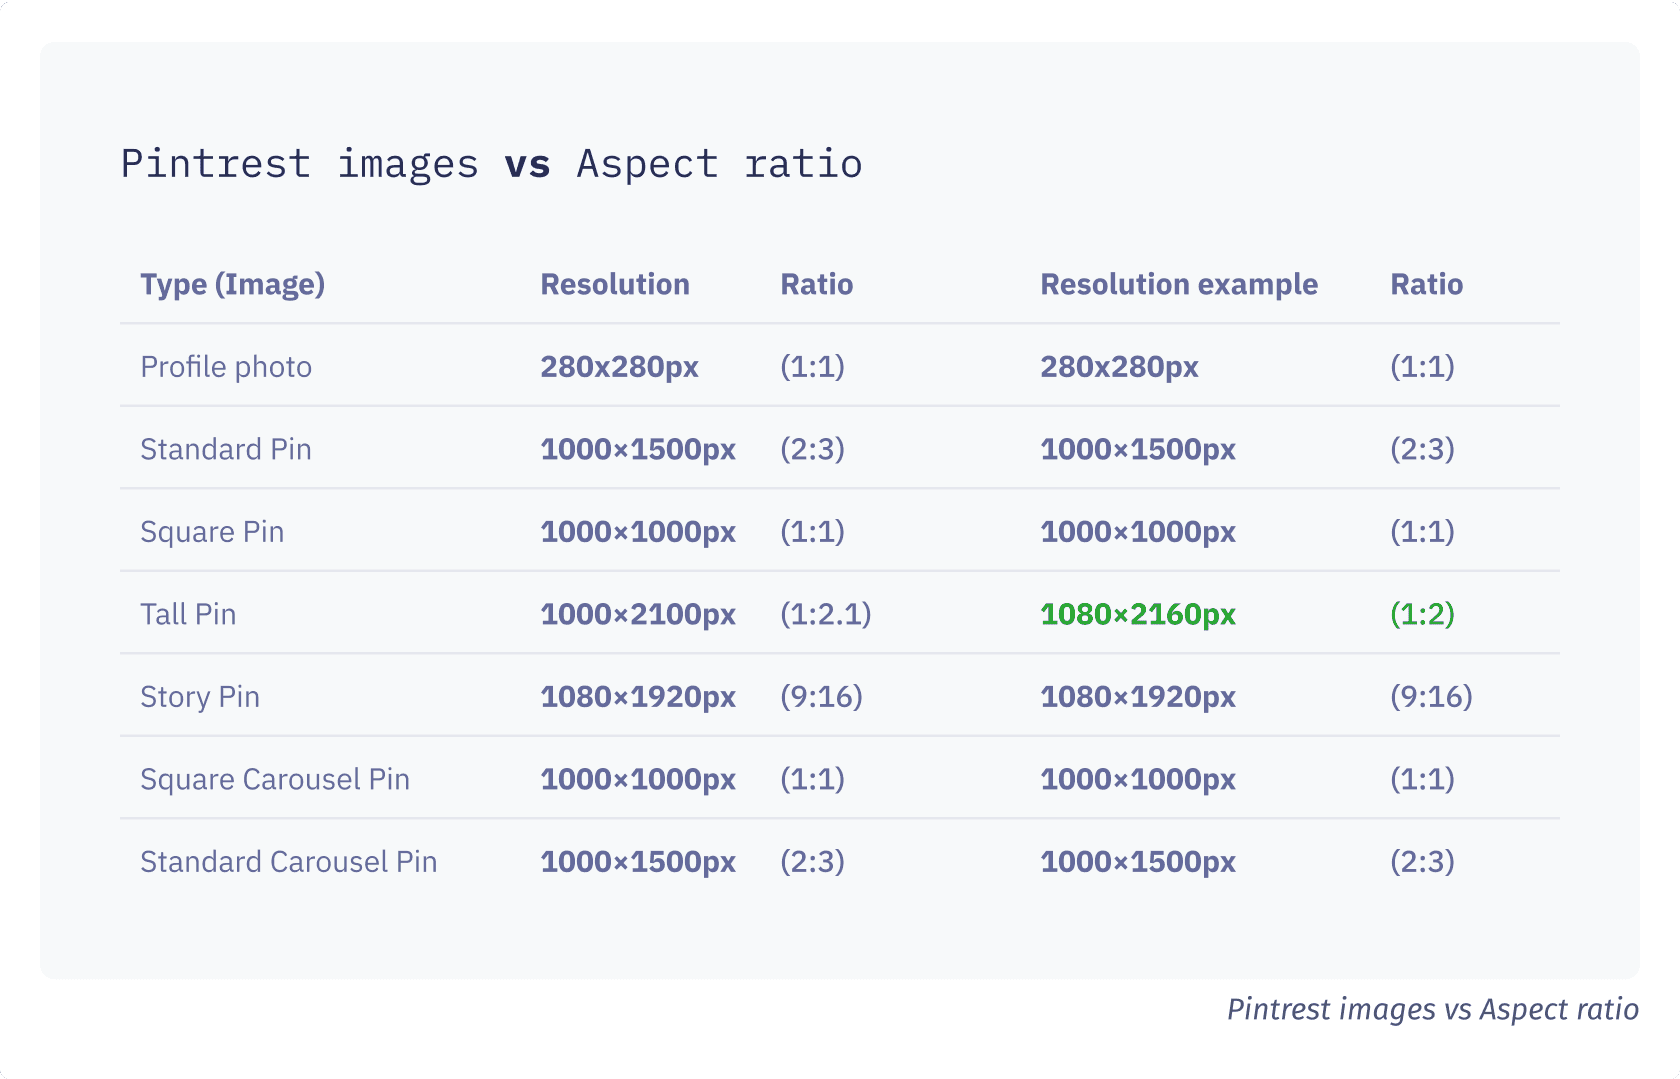 Pintrest images vs Aspect ratio
Type (Image) Resolution Ratio Resolution example Ratio
Profile photo 280x280px (1:1) 280x280px (1:1)
Standard Pin 1000×1500px (2:3) 1000×1500px (2:3)
Square Pin 1000×1000px (1:1) 1000×1000px (1:1)
Tall Pin 1000×2100px (1:2.1) 1080×2160px (1:2)
Story Pin 1080×1920px (9:16) 1080×1920px (9:16)
Square Carousel Pin 1000×1000px (1:1) 1000×1000px (1:1)
Standard Carousel Pin 1000×1500px (2:3) 1000×1500px (2:3)
Pintrest images vs Aspect ratio